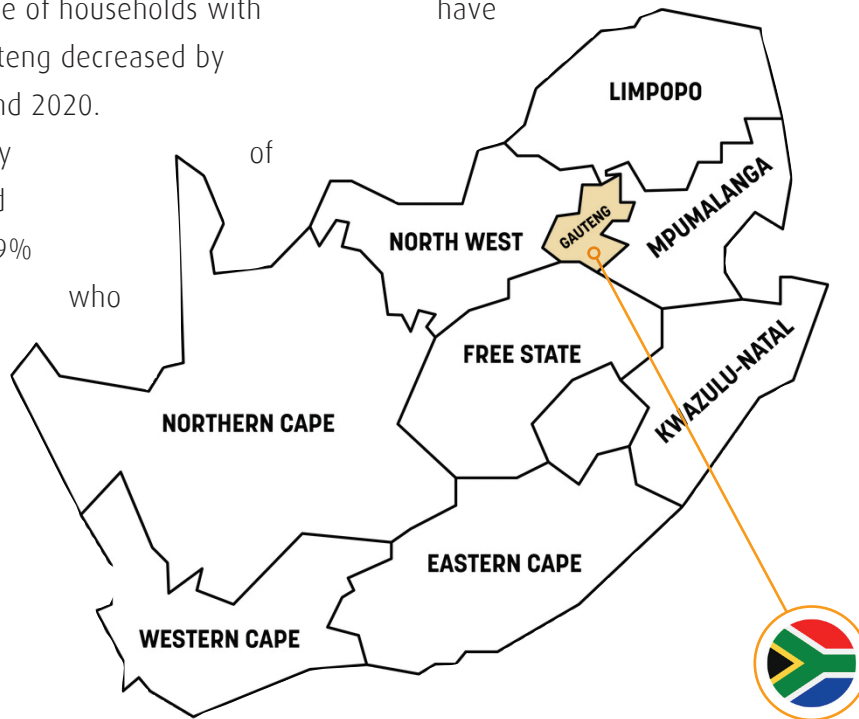 e of households with have
teng decreased by
nd 2020.
y of
d
9%
who
LIMPOPO
MPUMALANGA
GAUTENG
NORTH WEST
FREE STATE
KWAZULU-NATAL
NORTHERN CAPE
EASTERN CAPE
WESTERN CAPE